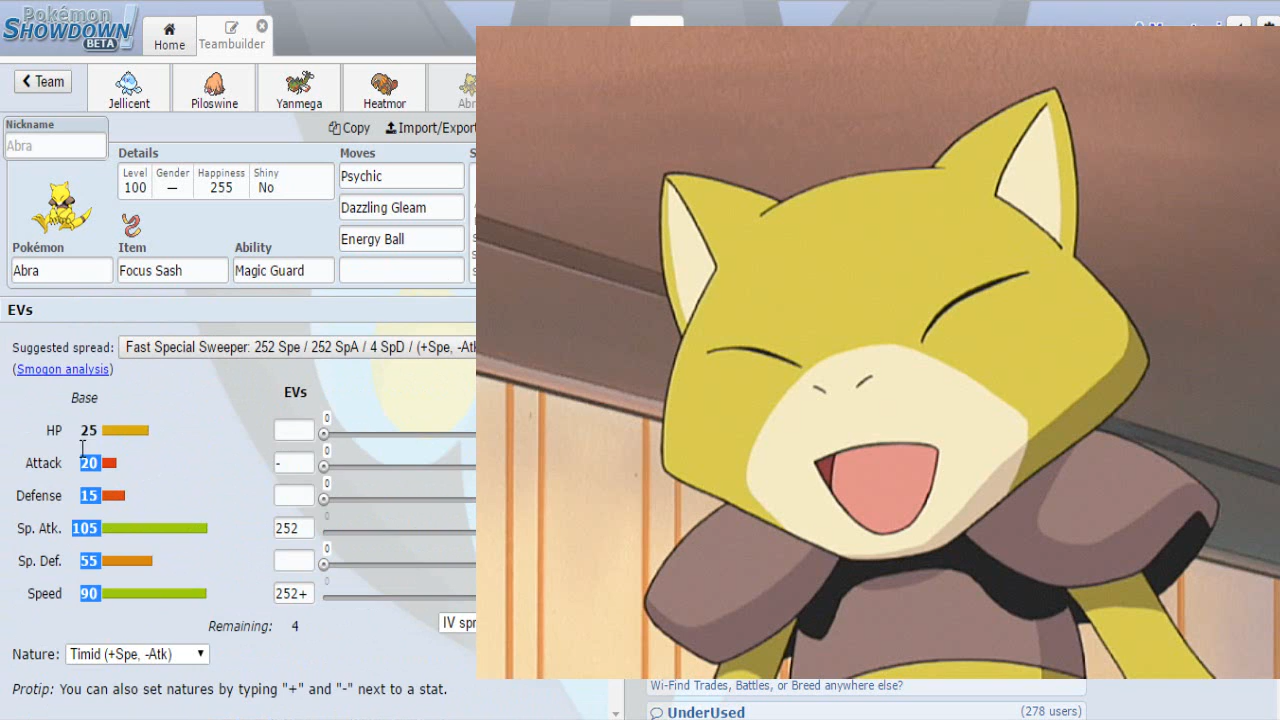 Pokémon
SHOWDOWN!
BETA
Home
Teambuilder
Team
Jellicent
Piloswine
Yanmega
Heatmor
Abr
Nickname
Abra
Copy
Import/Export
Details
Moves
Level
Gender
Happiness
Shiny
100
—
255
No
Psychic
Dazzling Gleam
Energy Ball
Pokémon
Item
Ability
Abra
Focus Sash
Magic Guard
EVs
Suggested spread:
Fast Special Sweeper: 252 Spe / 252 SpA / 4 SpD / (+Spe, -Atk
(Smogon analysis)
Base
EVs
HP 25 0
Attack 20 - 0
Defense 15 0
Sp. Atk. 105 252 0
Sp. Def. 55 0
Speed 90 252+ 0
Remaining: 4
IV spr
Nature: Timid (+Spe, -Atk)
Protip: You can also set natures by typing "+" and "-" next to a stat.
Wi-Find Trades, Battles, or Breed anywhere else?
UnderUsed
(278 users)